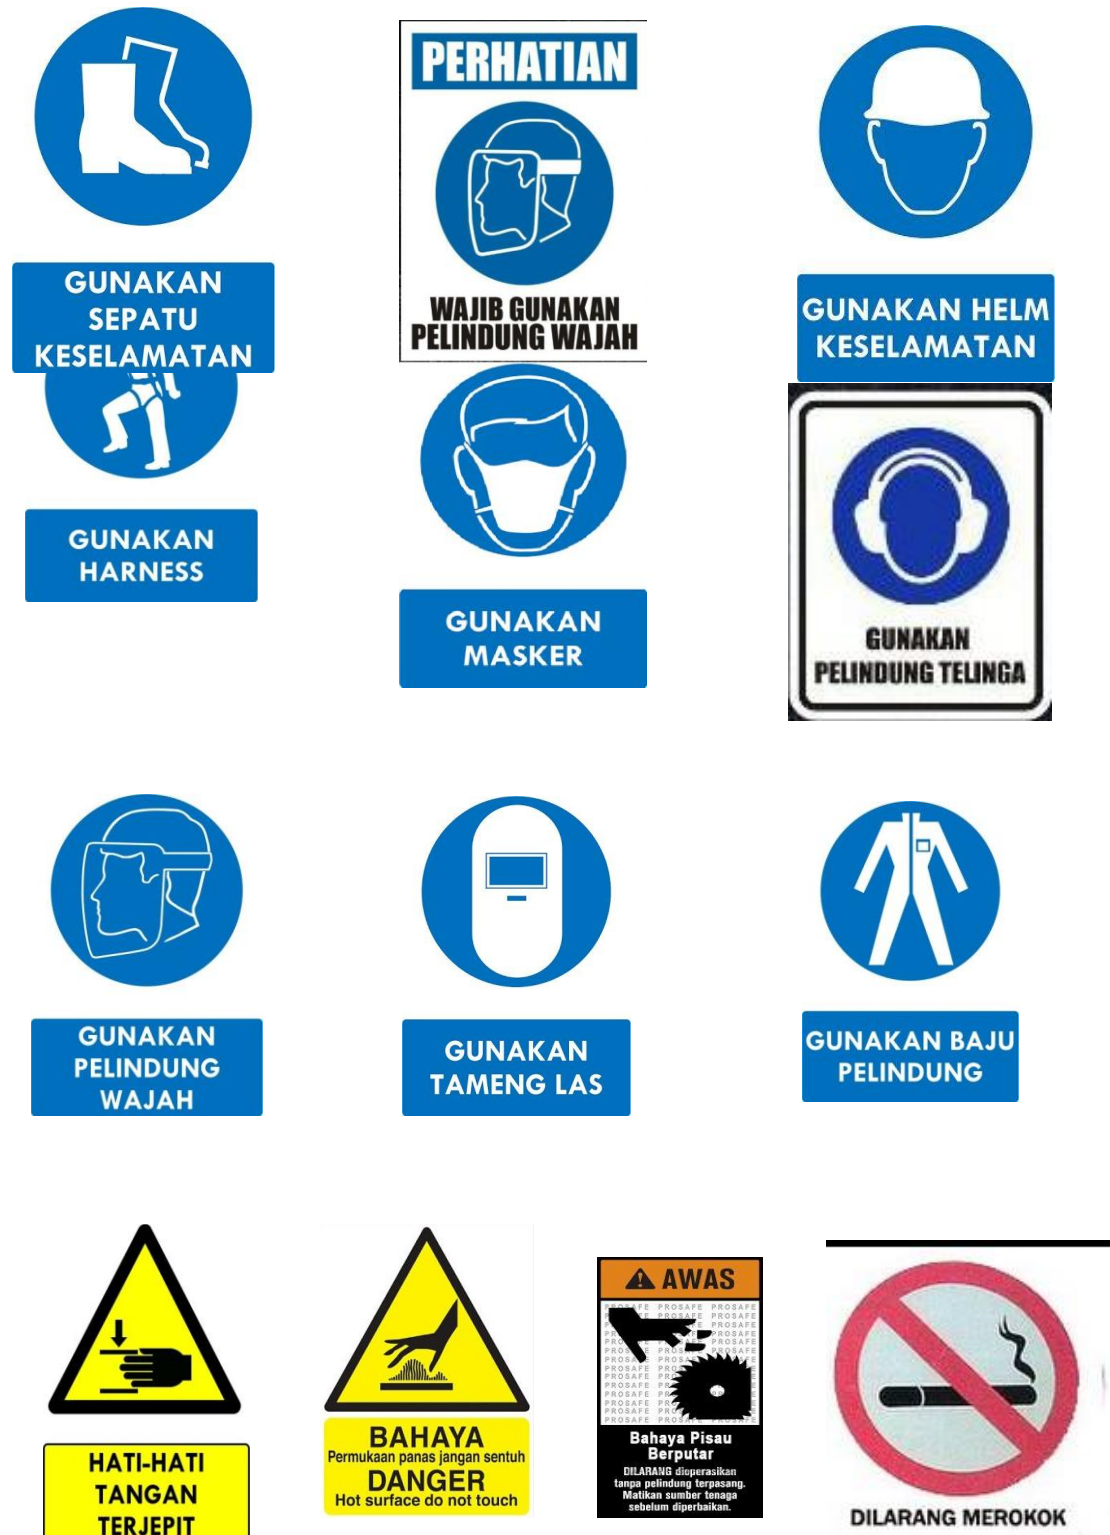 GUNAKAN
SEPATU
KESELAMATAN
PERHATIAN
WAJIB GUNAKAN
PELINDUNG WAJAH
GUNAKAN HELM
KESELAMATAN
GUNAKAN
HARNESS
GUNAKAN
MASKER
GUNAKAN
PELINDUNG TELINGA
GUNAKAN
PELINDUNG
WAJAH
GUNAKAN
TAMENG LAS
GUNAKAN BAJU
PELINDUNG
HATI-HATI
TANGAN
TERJEPIT
BAHAYA
Permukaan panas jangan sentuh
DANGER
Hot surface do not touch
AWAS
PROSAFE PROSAFE PROSAFE
Bahaya Pisau
Berputar
DILARANG dioperasikan
tanpa pelindung terpasang.
Matikan sumber tenaga
sebelum diperbaikan.
DILARANG MEROKOK